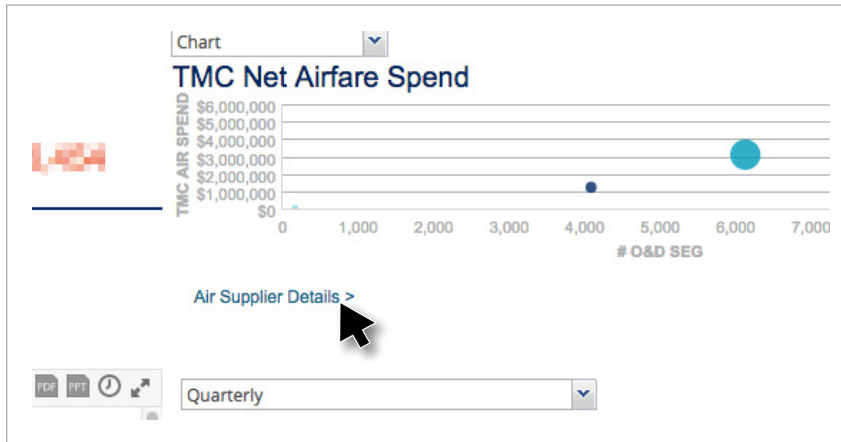 Chart
TMC Net Airfare Spend
TMC AIR SPEND
$6,000,000
$5,000,000
$4,000,000
$3,000,000
$2,000,000
$1,000,000
$0
0 1,000 2,000 3,000 4,000 5,000 6,000 7,000
# O&D SEG
Air Supplier Details >
PDF PPT
Quarterly